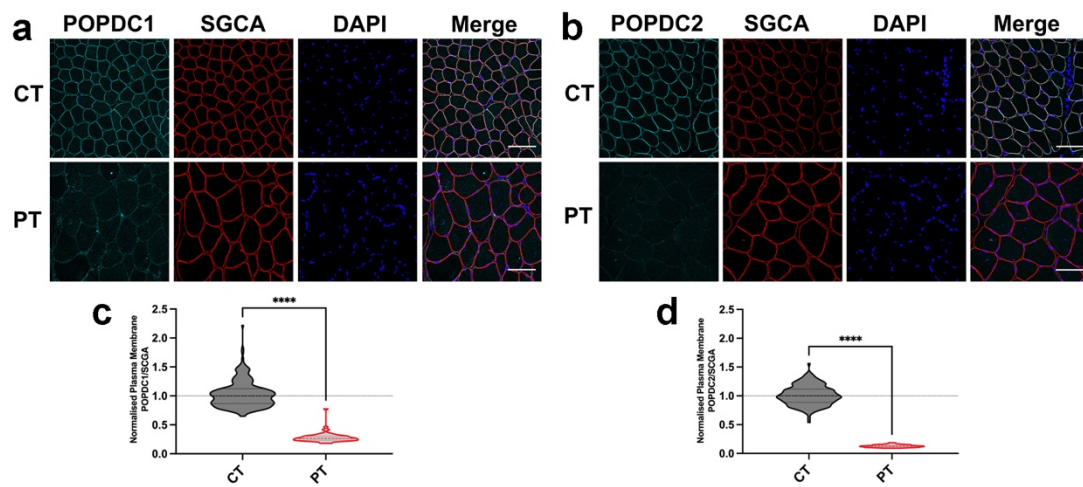 a POPDC1 SGCA DAPI Merge
CT
PT
b POPDC2 SGCA DAPI Merge
CT
PT
c
Normalised Plasma Membrane
POPDC1/SCGA
2.5
2.0
1.5
1.0
0.5
0.0
****
CT PT
d
Normalised Plasma Membrane
POPDC2/SCGA
2.5
2.0
1.5
1.0
0.5
0.0
****
CT PT